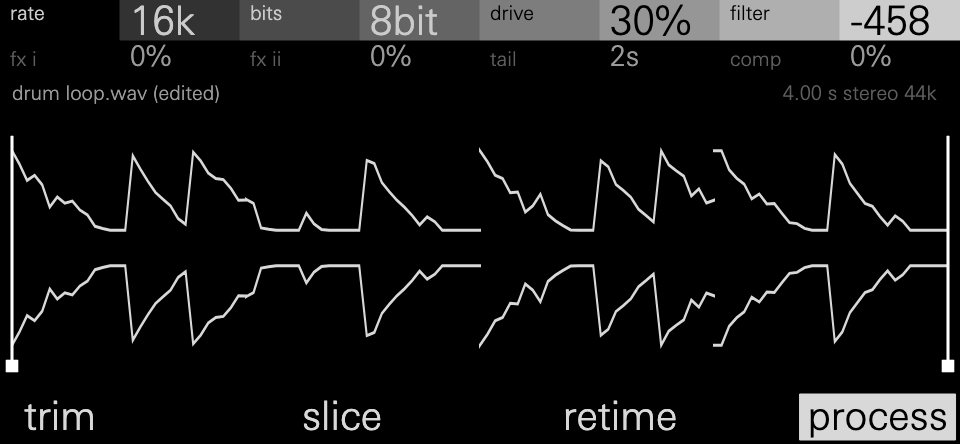 rate 16k bits 8bit drive 30% filter -458
fx i 0% fx ii 0% tail 2s comp 0%
drum loop.wav (edited) 4.00 s stereo 44k
trim slice retime process